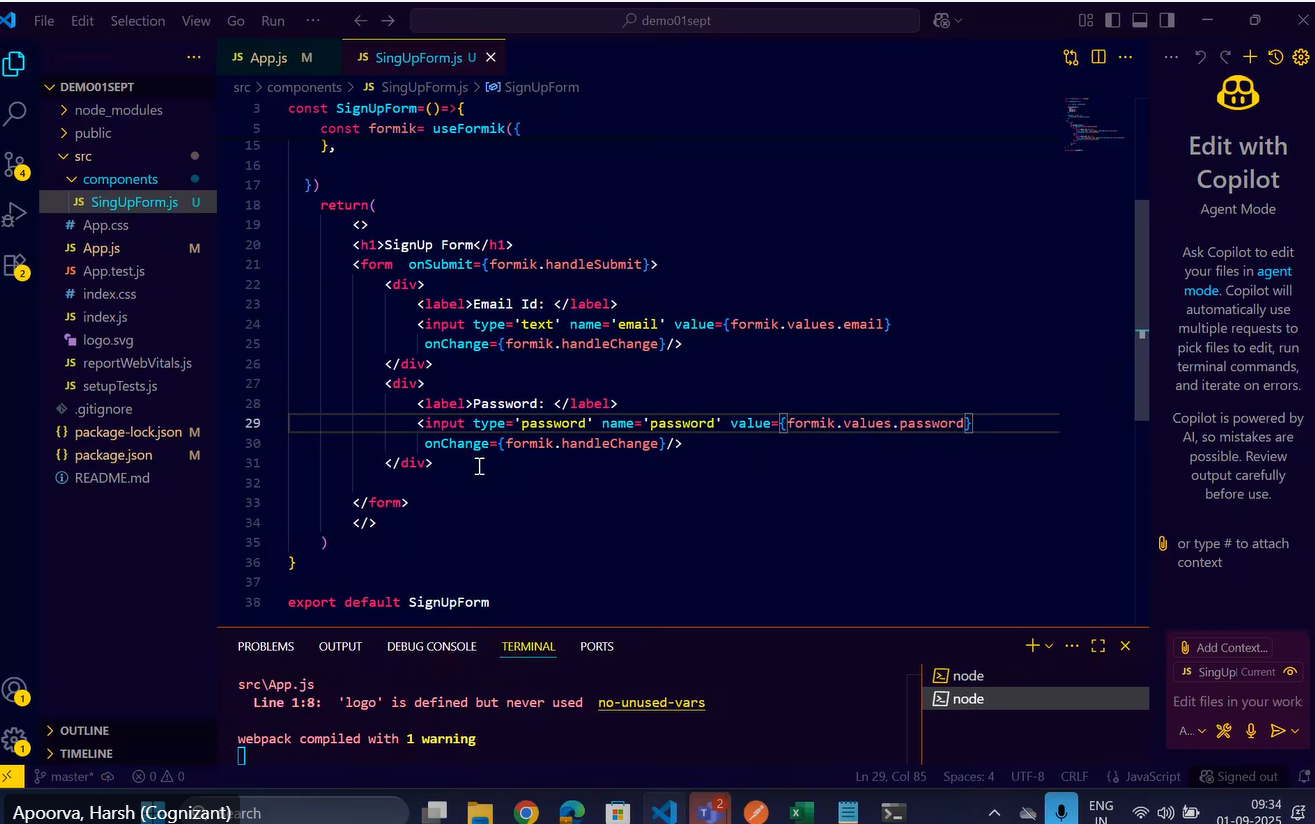 File Edit Selection View Go Run ··· demo01sept
DEMO01SEPT
node_modules
public
src
components
JS SingUpForm.js U
# App.css
JS App.js M
JS App.test.js
# index.css
JS index.js
logo.svg
JS reportWebVitals.js
JS setupTests.js
.gitignore
{} package-lock.json M
{} package.json M
README.md
OUTLINE
TIMELINE
4
2
1
1
JS App.js M JS SingUpForm.js U
src > components > JS SingUpForm.js > SignUpForm
3 const SignUpForm=()=>{
5 const formik= useFormik({
15 },
16
17 })
18 return(
19 <>
20 <h1>SignUp Form</h1>
21 <form onSubmit={formik.handleSubmit}>
22 <div>
23 <label>Email Id: </label>
24 <input type='text' name='email' value={formik.values.email}
25 onChange={formik.handleChange}/>
26 </div>
27 <div>
28 <label>Password: </label>
29 <input type='password' name='password' value={formik.values.password}
30 onChange={formik.handleChange}/>
31 </div>
32
33 </form>
34 </>
35 )
36 }
37
38 export default SignUpForm
PROBLEMS OUTPUT DEBUG CONSOLE TERMINAL PORTS
src\App.js
Line 1:8: 'logo' is defined but never used no-unused-vars
webpack compiled with 1 warning
node
node
Edit with
Copilot
Agent Mode
Ask Copilot to edit
your files in agent
mode. Copilot will
automatically use
multiple requests to
pick files to edit, run
terminal commands,
and iterate on errors.
Copilot is powered by
AI, so mistakes are
possible. Review
output carefully
before use.
or type # to attach
context
Add Context...
JS SingUp Current
Edit files in your work
A...
master* 0 0 Ln 29, Col 85 Spaces: 4 UTF-8 CRLF {} JavaScript Signed out
Apoorva, Harsh (Cognizant) earch 2 ENG IN 09:34
01-09-2025